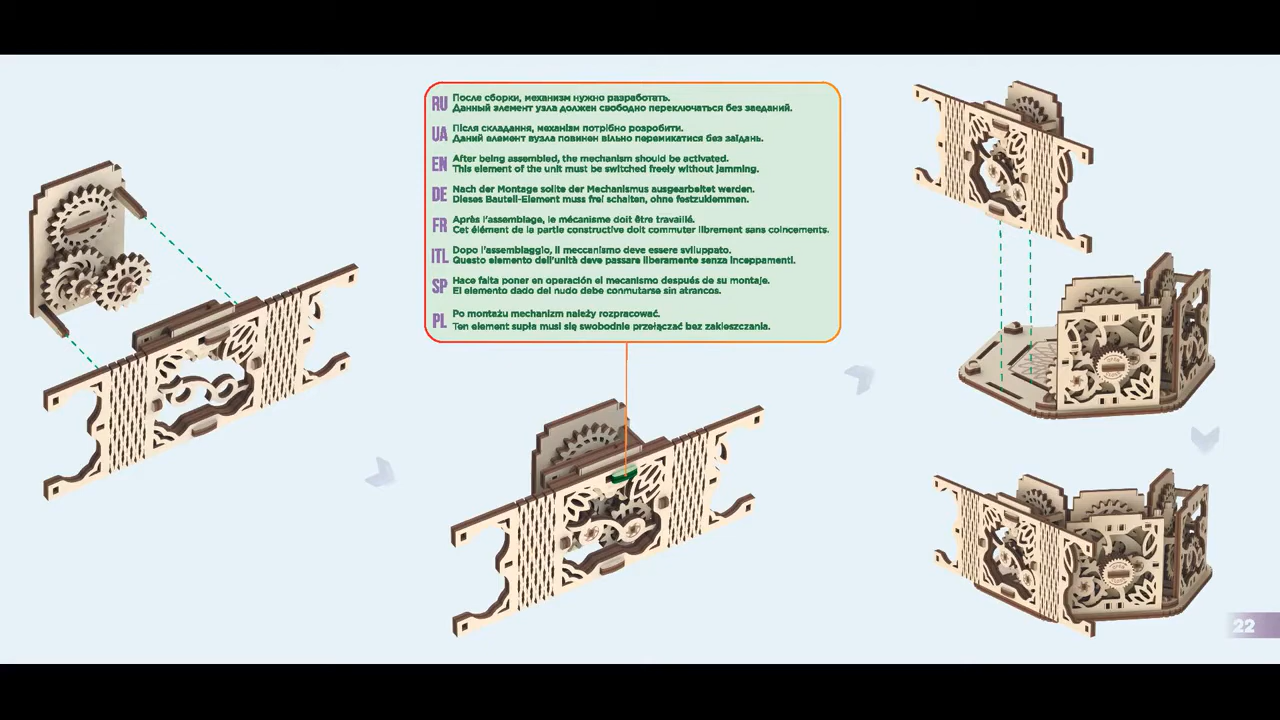 RU После сборки, механизм нужно разработать.
Данный элемент узла должен свободно переключаться без заеданий.
UA Після складання, механізм потрібно розробити.
Даний елемент вузла повинен вільно перемикатися без заїдань.
EN After being assembled, the mechanism should be activated.
This element of the unit must be switched freely without jamming.
DE Nach der Montage sollte der Mechanismus ausgearbeitet werden.
Dieses Bauteil-Element muss frei schalten, ohne festzuklemmen.
FR Après l'assemblage, le mécanisme doit être travaillé.
Cet élément de la partie constructive doit commuter librement sans coincements.
ITL Dopo l'assemblaggio, il meccanismo deve essere sviluppato.
Questo elemento dell'unità deve passare liberamente senza inceppamenti.
SP Hace falta poner en operación el mecanismo después de su montaje.
El elemento dado del nudo debe conmutarse sin atrancos.
PL Po montażu mechanizm należy rozpracować.
Ten element supła musi się swobodnie przełączać bez zakleszczania.
22